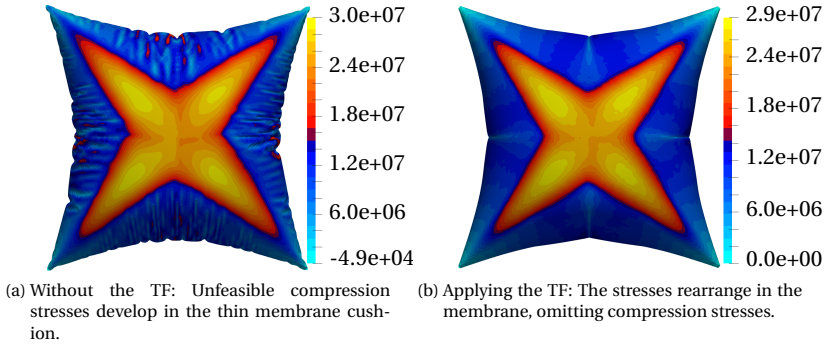 3.0e+07
2.4e+07
1.8e+07
1.2e+07
6.0e+06
-4.9e+04
2.9e+07
2.4e+07
1.8e+07
1.2e+07
6.0e+06
0.0e+00
(a) Without the TF: Unfeasible compression
stresses develop in the thin membrane cush-
ion.
(b) Applying the TF: The stresses rearrange in the
membrane, omitting compression stresses.